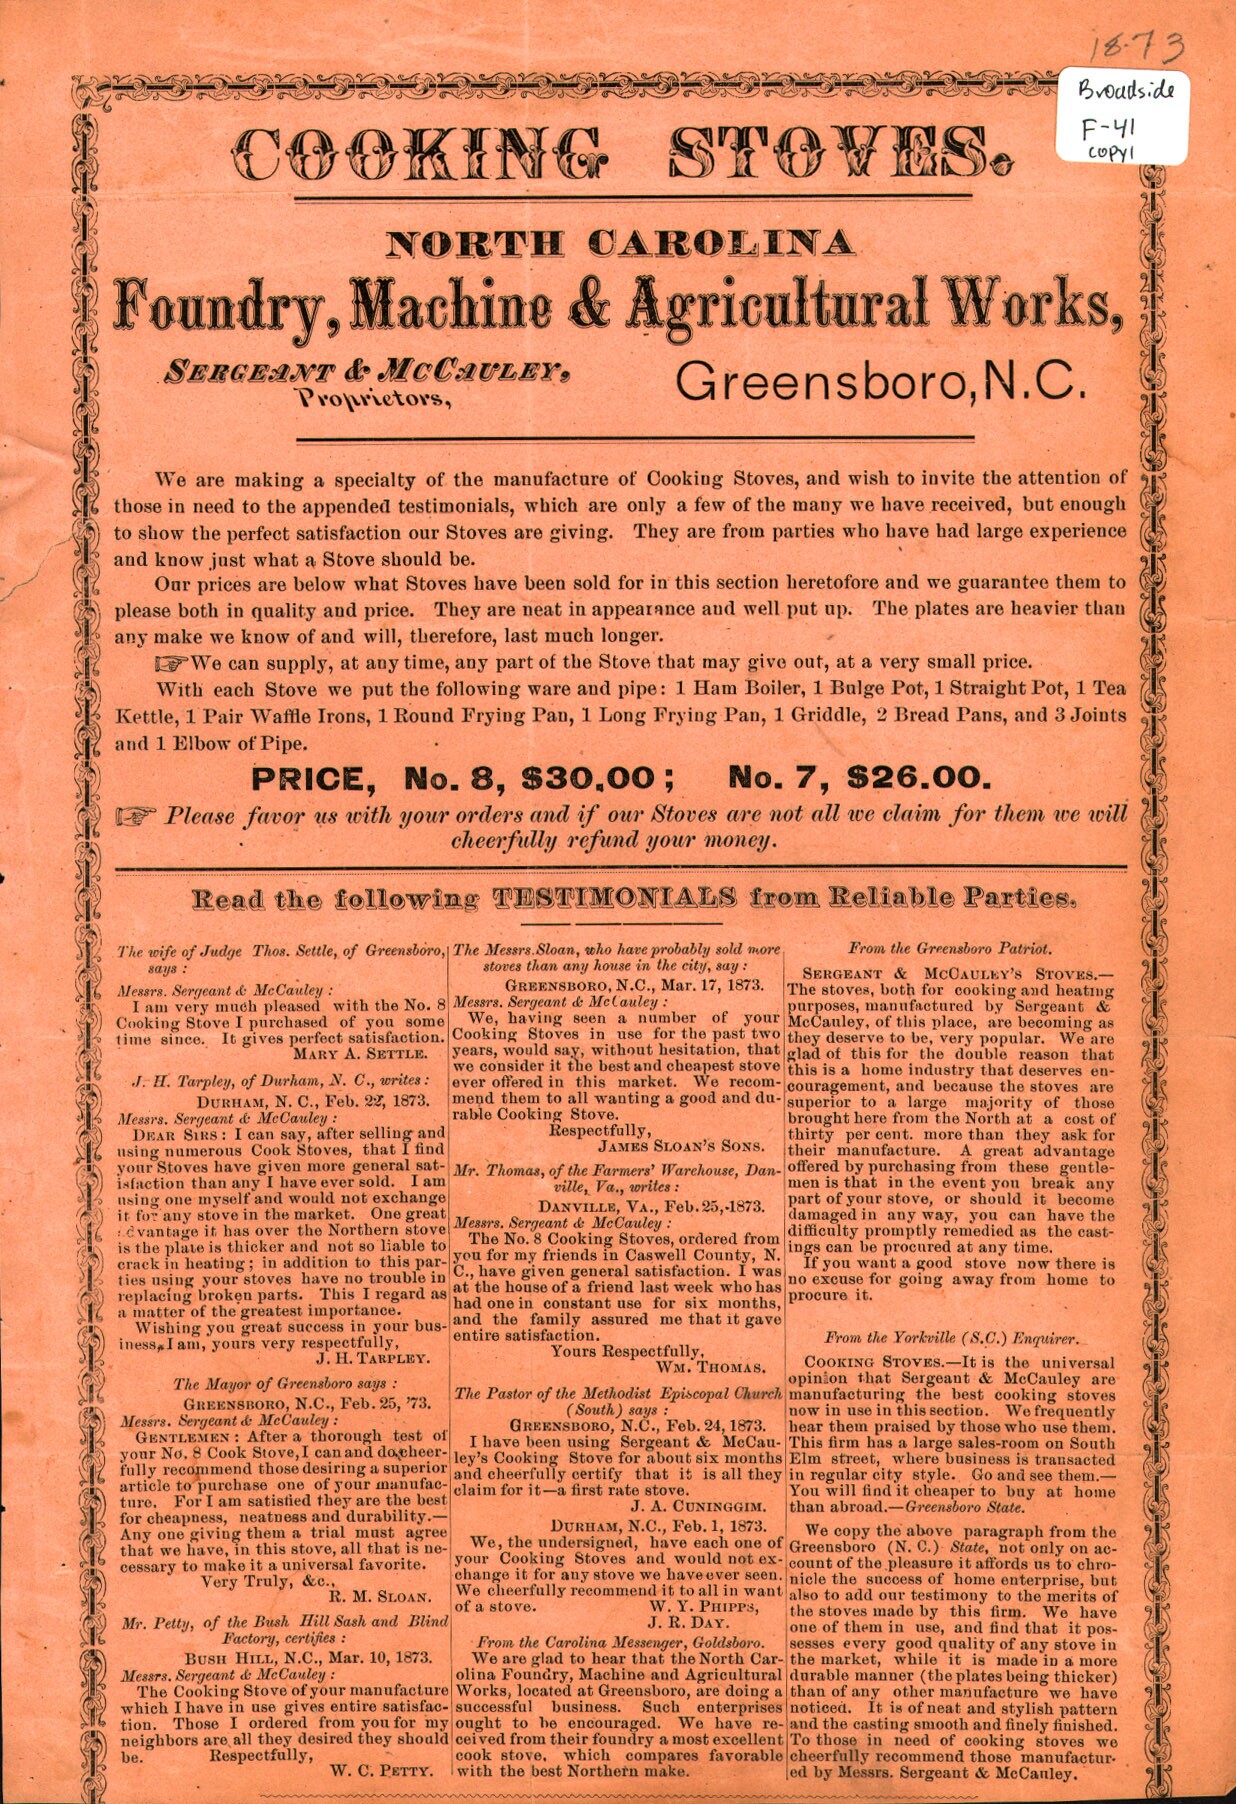 18-73
Broadside
F-41
copy1
COOKING STOVES.
NORTH CAROLINA
Foundry, Machine & Agricultural Works,
SERGEANT & MCCAULEY,
Proprietors,
Greensboro, N.C.
We are making a specialty of the manufacture of Cooking Stoves, and wish to invite the attention of
those in need to the appended testimonials, which are only a few of the many we have received, but enough
to show the perfect satisfaction our Stoves are giving. They are from parties who have had large experience
and know just what a Stove should be.
Our prices are below what Stoves have been sold for in this section heretofore and we guarantee them to
please both in quality and price. They are neat in appearance and well put up. The plates are heavier than
any make we know of and will, therefore, last much longer.
☞We can supply, at any time, any part of the Stove that may give out, at a very small price.
With each Stove we put the following ware and pipe: 1 Ham Boiler, 1 Bulge Pot, 1 Straight Pot, 1 Tea
Kettle, 1 Pair Waffle Irons, 1 Round Frying Pan, 1 Long Frying Pan, 1 Griddle, 2 Bread Pans, and 3 Joints
and 1 Elbow of Pipe.
PRICE, No. 8, $30.00; No. 7, $26.00.
☞ Please favor us with your orders and if our Stoves are not all we claim for them we will
cheerfully refund your money.
Read the following TESTIMONIALS from Reliable Parties.
The wife of Judge Thos. Settle, of Greensboro,
says:
Messrs. Sergeant & McCauley:
I am very much pleased with the No. 8
Cooking Stove I purchased of you some
time since. It gives perfect satisfaction.
MARY A. SETTLE.
J. H. Tarpley, of Durham, N. C., writes:
DURHAM, N. C., Feb. 22, 1873.
Messrs. Sergeant & McCauley:
DEAR SIRS: I can say, after selling and
using numerous Cook Stoves, that I find
your Stoves have given more general sat-
isfaction than any I have ever sold. I am
using one myself and would not exchange
it for any stove in the market. One great
advantage it has over the Northern stove
is the plate is thicker and not so liable to
crack in heating; in addition to this par-
ties using your stoves have no trouble in
replacing broken parts. This I regard as
a matter of the greatest importance.
Wishing you great success in your bus-
iness, I am, yours very respectfully,
J. H. TARPLEY.
The Mayor of Greensboro says:
GREENSBORO, N.C., Feb. 25, '73.
Messrs. Sergeant & McCauley:
GENTLEMEN: After a thorough test of
your No. 8 Cook Stove, I can and do cheer-
fully recommend those desiring a superior
article to purchase one of your manufac-
ture. For I am satisfied they are the best
for cheapness, neatness and durability.—
Any one giving them a trial must agree
that we have, in this stove, all that is ne-
cessary to make it a universal favorite.
Very Truly, &c.,
R. M. SLOAN.
Mr. Petty, of the Bush Hill Sash and Blind
Factory, certifies:
BUSH HILL, N.C., Mar. 10, 1873.
Messrs. Sergeant & McCauley:
The Cooking Stove of your manufacture
which I have in use gives entire satisfac-
tion. Those I ordered from you for my
neighbors are all they desired they should
be. Respectfully,
W. C. PETTY.
The Messrs. Sloan, who have probably sold more
stoves than any house in the city, say:
GREENSBORO, N.C., Mar. 17, 1873.
Messrs. Sergeant & McCauley:
We, having seen a number of your
Cooking Stoves in use for the past two
years, would say, without hesitation, that
we consider it the best and cheapest stove
ever offered in this market. We recom-
mend them to all wanting a good and du-
rable Cooking Stove.
Respectfully,
JAMES SLOAN'S SONS.
Mr. Thomas, of the Farmers' Warehouse, Dan-
ville, Va., writes:
DANVILLE, VA., Feb. 25, 1873.
Messrs. Sergeant & McCauley:
The No. 8 Cooking Stoves, ordered from
you for my friends in Caswell County, N.
C., have given general satisfaction. I was
at the house of a friend last week who has
had one in constant use for six months,
and the family assured me that it gave
entire satisfaction.
Yours Respectfully,
WM. THOMAS.
The Pastor of the Methodist Episcopal Church
(South) says:
GREENSBORO, N.C., Feb. 24, 1873.
I have been using Sergeant & McCau-
ley's Cooking Stove for about six months
and cheerfully certify that it is all they
claim for it—a first rate stove.
J. A. CUNINGGIM.
DURHAM, N.C., Feb. 1, 1873.
We, the undersigned, have each one of
your Cooking Stoves and would not ex-
change it for any stove we have ever seen.
We cheerfully recommend it to all in want
of a stove. W. Y. PHIPPS,
J. R. DAY.
From the Carolina Messenger, Goldsboro.
We are glad to hear that the North Car-
olina Foundry, Machine and Agricultural
Works, located at Greensboro, are doing a
successful business. Such enterprises
ought to be encouraged. We have re-
ceived from their foundry a most excellent
cook stove, which compares favorable
with the best Northern make.
From the Greensboro Patriot.
SERGEANT & MCCAULEY'S STOVES.—
The stoves, both for cooking and heating
purposes, manufactured by Sergeant &
McCauley, of this place, are becoming as
they deserve to be, very popular. We are
glad of this for the double reason that
this is a home industry that deserves en-
couragement, and because the stoves are
superior to a large majority of those
brought here from the North at a cost of
thirty per cent. more than they ask for
their manufacture. A great advantage
offered by purchasing from these gentle-
men is that in the event you break any
part of your stove, or should it become
damaged in any way, you can have the
difficulty promptly remedied as the cast-
ings can be procured at any time.
If you want a good stove now there is
no excuse for going away from home to
procure it.
From the Yorkville (S.C.) Enquirer.
COOKING STOVES.—It is the universal
opinion that Sergeant & McCauley are
manufacturing the best cooking stoves
now in use in this section. We frequently
hear them praised by those who use them.
This firm has a large sales-room on South
Elm street, where business is transacted
in regular city style. Go and see them.—
You will find it cheaper to buy at home
than abroad.—Greensboro State.
We copy the above paragraph from the
Greensboro (N. C.) State, not only on ac-
count of the pleasure it affords us to chro-
nicle the success of home enterprise, but
also to add our testimony to the merits of
the stoves made by this firm. We have
one of them in use, and find that it pos-
sesses every good quality of any stove in
the market, while it is made in a more
durable manner (the plates being thicker)
than of any other manufacture we have
noticed. It is of neat and stylish pattern
and the casting smooth and finely finished.
To those in need of cooking stoves we
cheerfully recommend those manufactur-
ed by Messrs. Sergeant & McCauley.